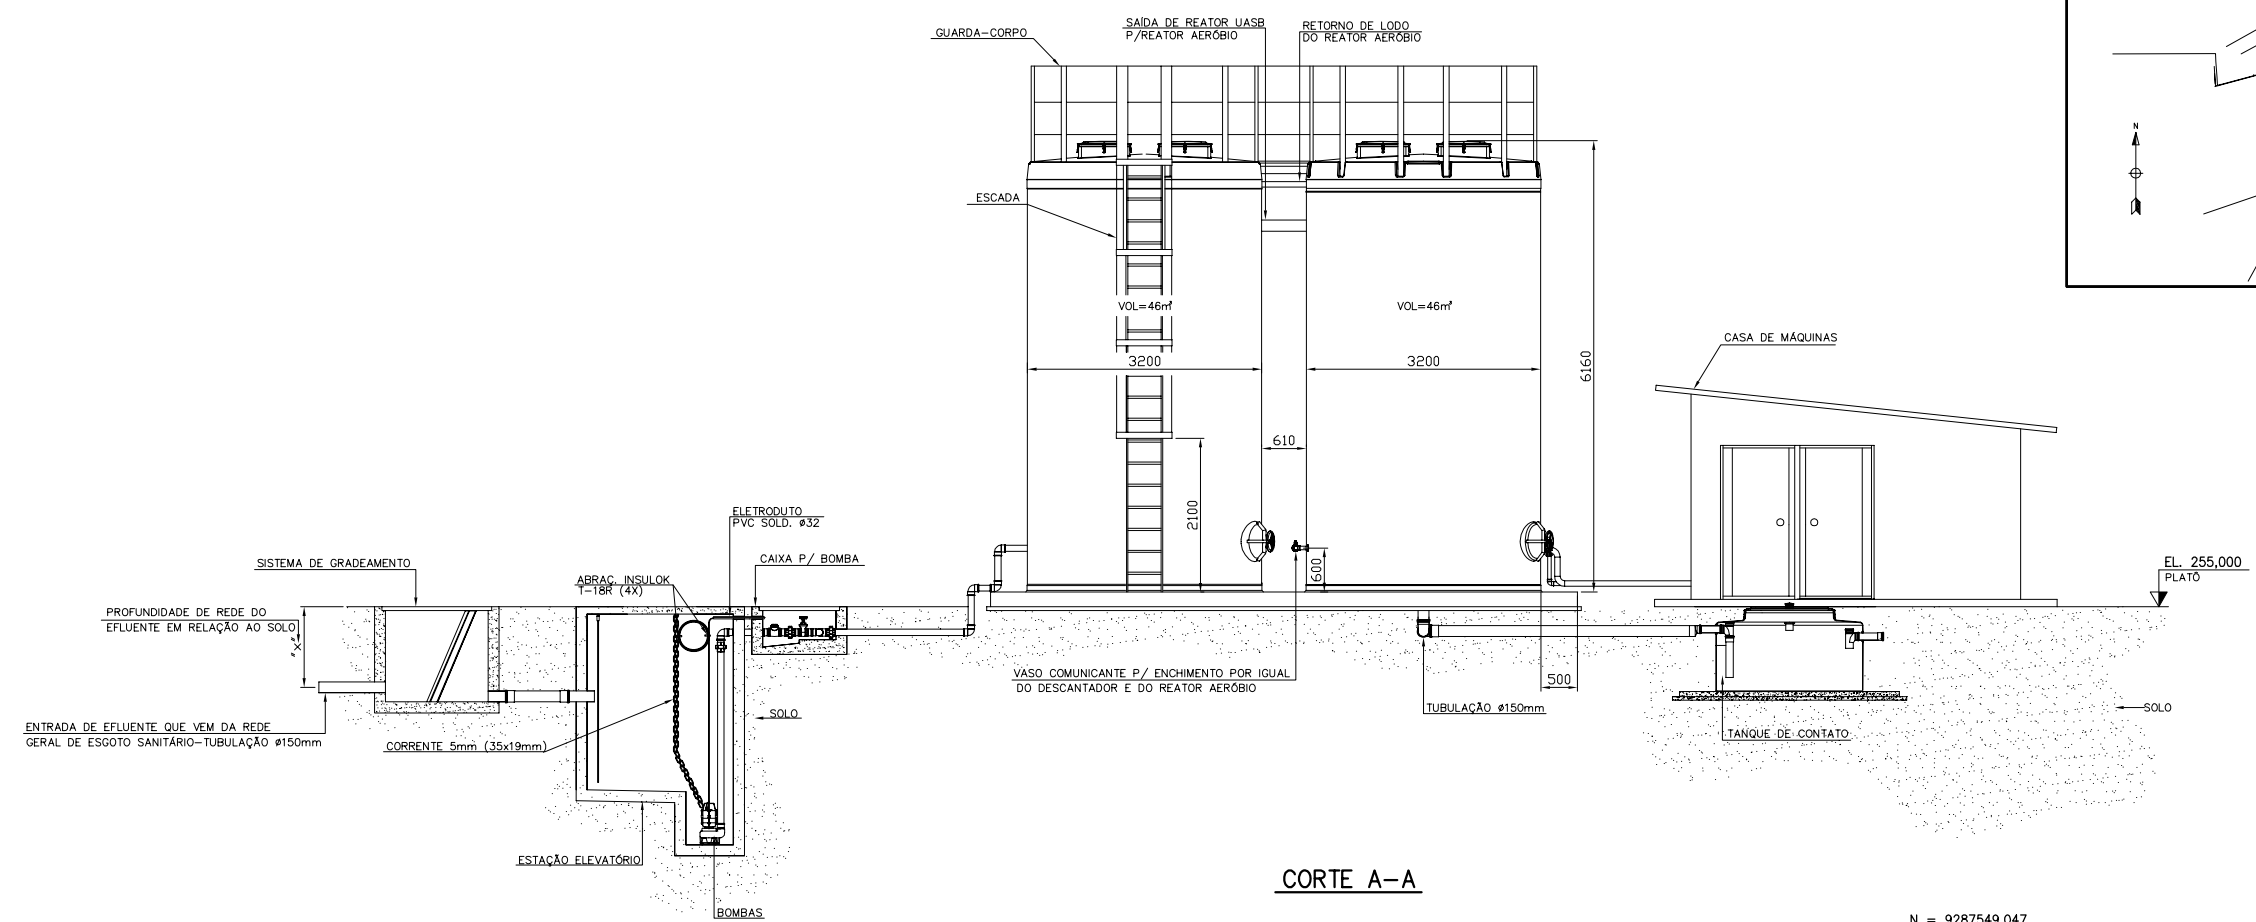 SAÍDA DE REATOR UASB
P/REATOR AERÓBIO
RETORNO DE LODO
DO REATOR AERÓBIO
GUARDA-CORPO
N
ESCADA
VOL=46m³
VOL=46m³
CASA DE MÁQUINAS
3200
3200
6160
610
2100
600
ELETRODUTO
PVC SOLD. ø32
CAIXA P/ BOMBA
SISTEMA DE GRADEAMENTO
ABRAÇ. INSULOK
T-18R (4X)
EL. 255,000
PLATÔ
PROFUNDIDADE DE REDE DO
EFLUENTE EM RELAÇÃO AO SOLO
"X"
VASO COMUNICANTE P/ ENCHIMENTO POR IGUAL
DO DESCANTADOR E DO REATOR AERÓBIO
500
TUBULAÇÃO ø150mm
SOLO
SOLO
ENTRADA DE EFLUENTE QUE VEM DA REDE
GERAL DE ESGOTO SANITÁRIO-TUBULAÇÃO ø150mm
CORRENTE 5mm (35x19mm)
TANQUE DE CONTATO
ESTAÇÃO ELEVATÓRIO
CORTE A-A
BOMBAS
N = 9287549,047